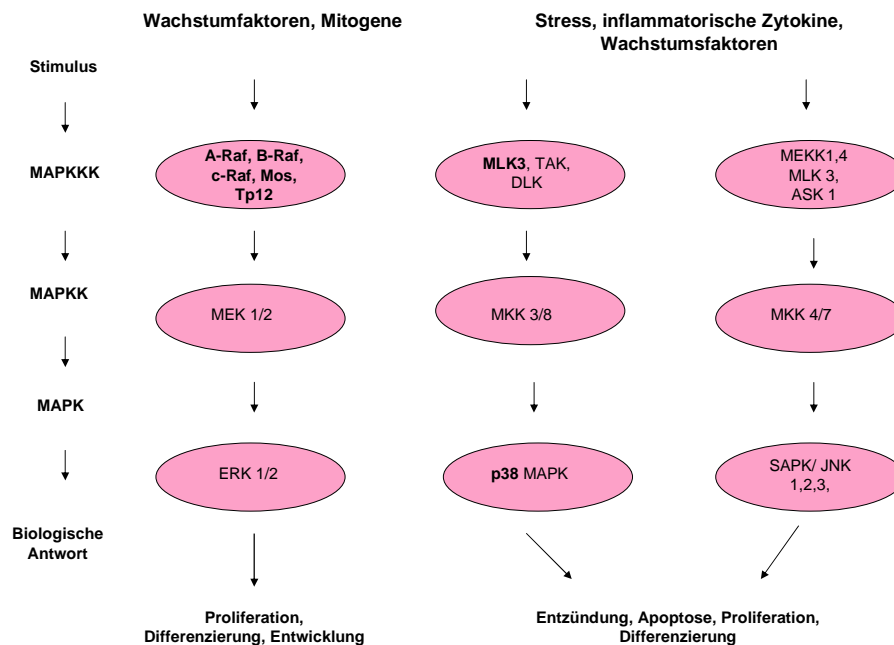 Wachstumfaktoren, Mitogene
Stress, inflammatorische Zytokine,
Wachstumsfaktoren
Stimulus
MAPKKK
A-Raf, B-Raf,
c-Raf, Mos,
Tp12
MLK3, TAK,
DLK
MEKK1,4
MLK 3,
ASK 1
MAPKK
MEK 1/2
MKK 3/8
MKK 4/7
MAPK
ERK 1/2
p38 MAPK
SAPK/ JNK
1,2,3,
Biologische
Antwort
Proliferation,
Differenzierung, Entwicklung
Entzündung, Apoptose, Proliferation,
Differenzierung